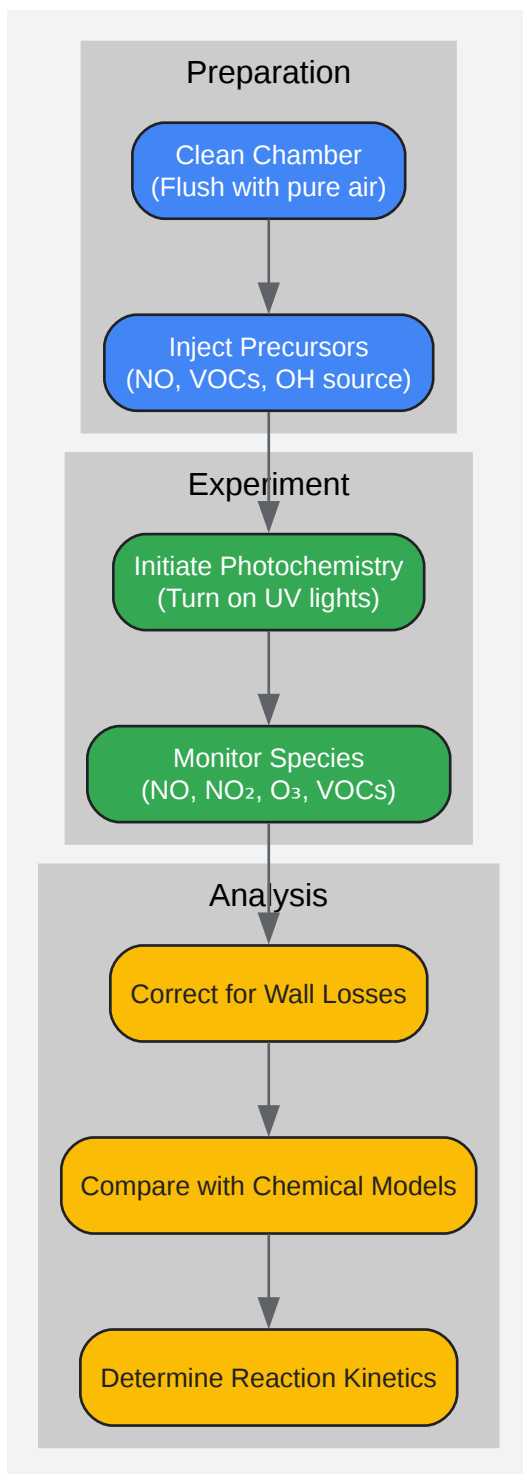 Preparation
Clean Chamber
(Flush with pure air)
Inject Precursors
(NO, VOCs, OH source)
Experiment
Initiate Photochemistry
(Turn on UV lights)
Monitor Species
(NO, NO₂, O₃, VOCs)
Analysis
Correct for Wall Losses
Compare with Chemical Models
Determine Reaction Kinetics